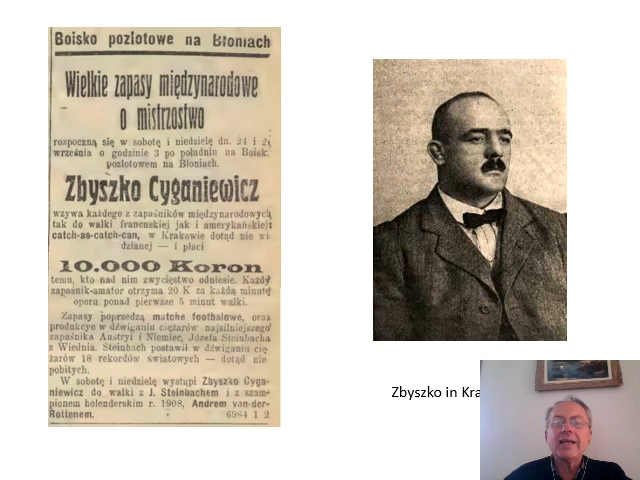 Boisko pozlotowe na Błoniach
Wielkie zapasy międzynarodowe
o mistrzostwo
rozpoczną się w sobotę i niedzielę dn. 24 i
września o godzinie 3 po południu na Boisk.
pozlotowem na Błoniach.
Zbyszko Cyganiewicz
wzywa każdego z zapaśników międzynarodowych
tak do walki francuskiej jak i amerykańskiej
catch-as-catch-can, w Krakowie dotąd nie wi-
dzianej — i płaci
10.000 Koron
temu, kto nad nim zwycięstwo odniesie. Każdy
zapaśnik-amator otrzyma 20 K za każdą minutę
oporu ponad pierwsze 5 minut walki.
Zapasy poprzedzą matche footbalowe, oraz
produkcye w dźwiganiu ciężarów najsilniejszego
zapaśnika Austryi i Niemiec, Józefa Steinbacha
z Wiednia. Steinbach postawił w dźwiganiu cię-
żarów 18 rekordów światowych — dotąd nie
pobitych.
W sobotę i niedzielę wystąpi Zbyszko Cyga-
niewicz do walki z J. Steinbachem i z szam-
pionem holenderskim r. 1908, Andrem van-der-
Rottenem. 6984 1 2
Zbyszko in Kra